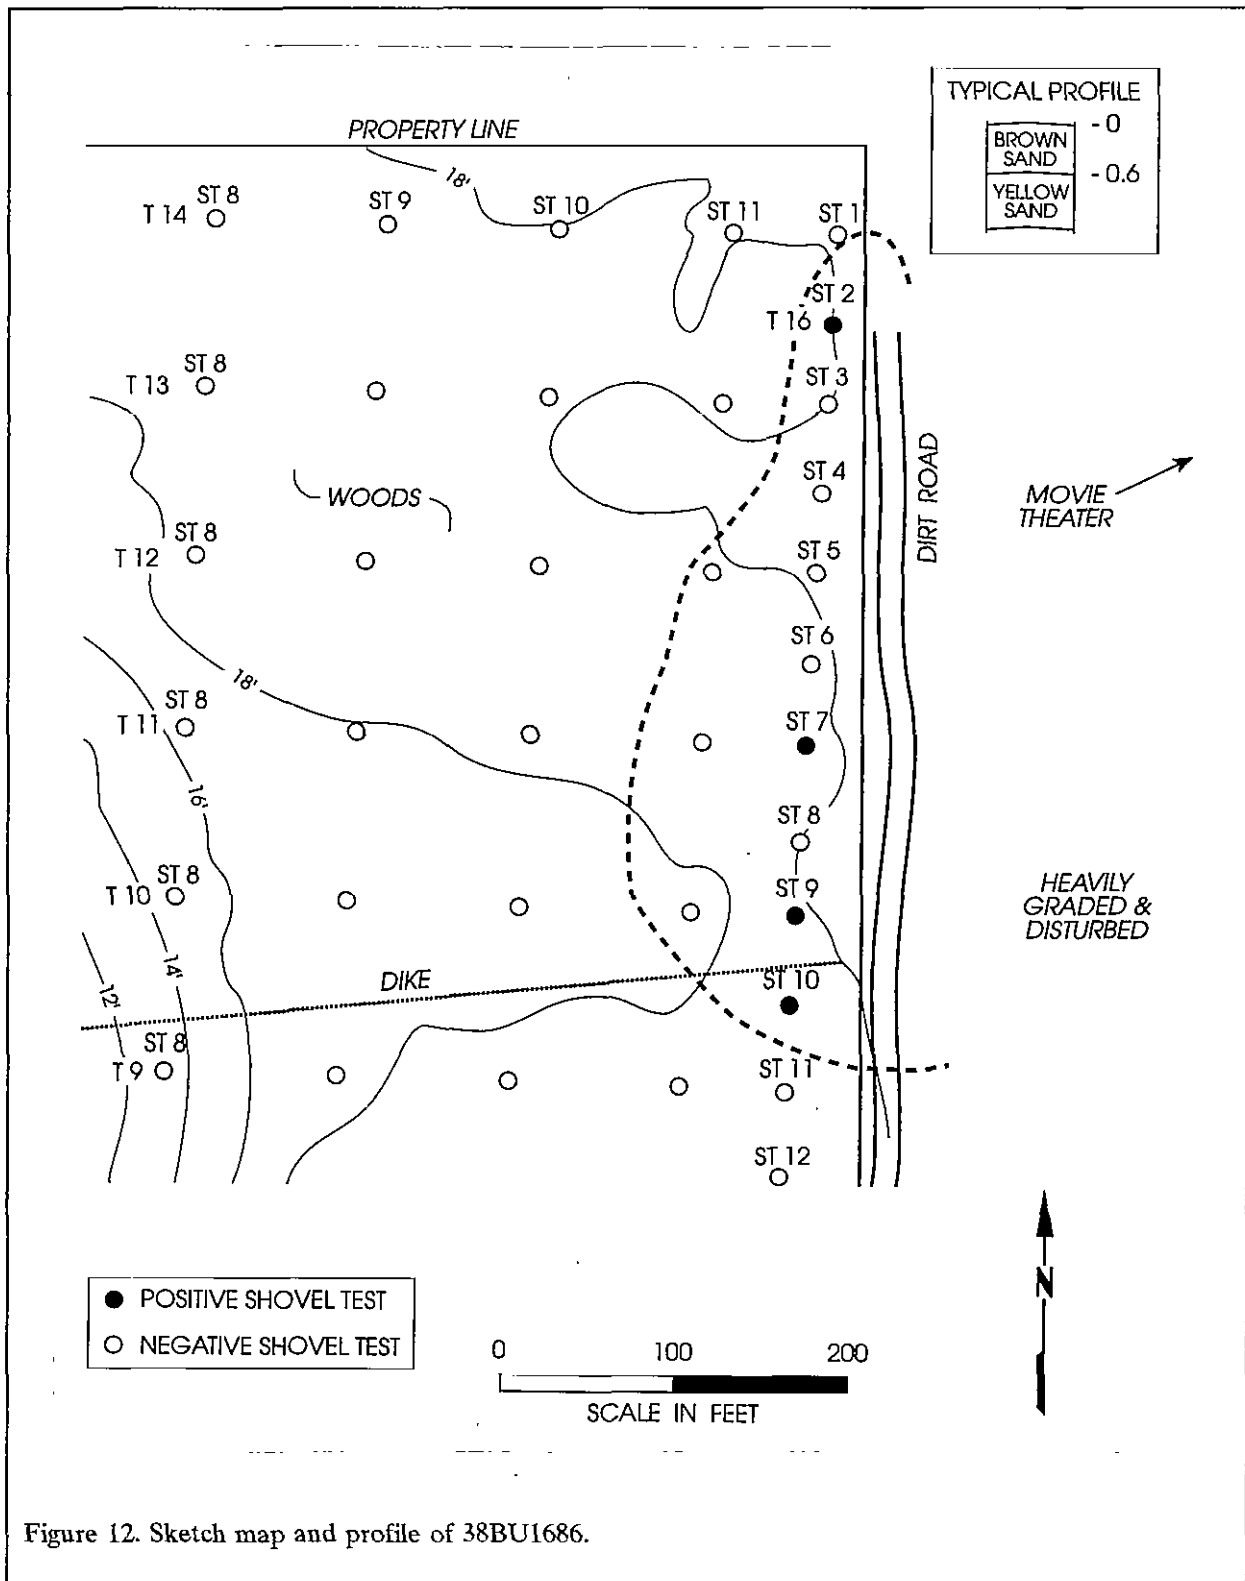 TYPICAL PROFILE
- 0
BROWN
SAND
- 0.6
YELLOW
SAND
PROPERTY LINE
18'
T 14
ST 8
ST 9
ST 10
ST 11
ST 1
ST 2
T 16
ST 8
T 13
ST 3
WOODS
ST 4
DIRT ROAD
MOVIE
THEATER
ST 8
T 12
ST 5
ST 6
18'
ST 8
T 11
ST 7
16'
ST 8
ST 8
T 10
ST 9
HEAVILY
GRADED &
DISTURBED
14'
12'
DIKE
ST 10
ST 8
T 9
ST 11
ST 12
N
POSITIVE SHOVEL TEST
NEGATIVE SHOVEL TEST
0 100 200
SCALE IN FEET
Figure 12. Sketch map and profile of 38BU1686.